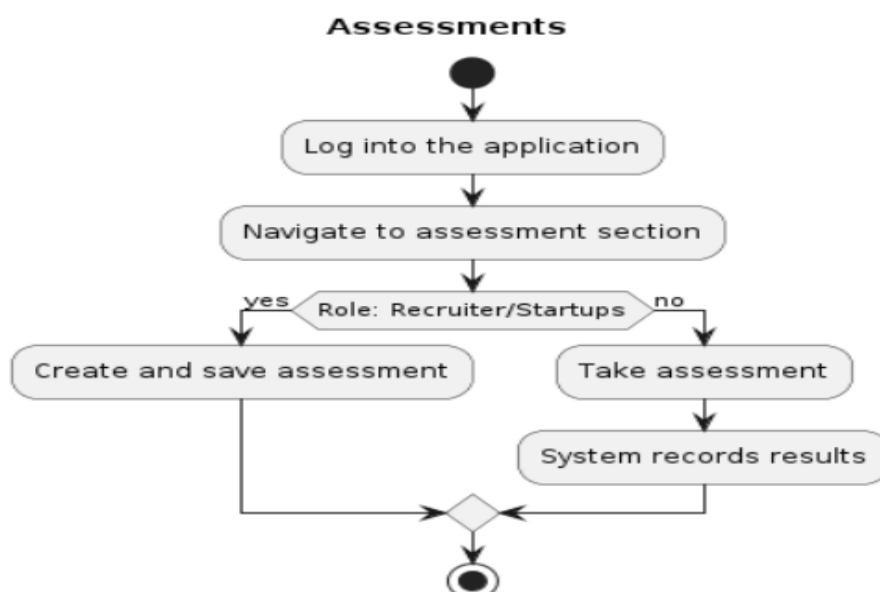 Assessments
Log into the application
Navigate to assessment section
yes
Role: Recruiter/Startups
no
Create and save assessment
Take assessment
System records results